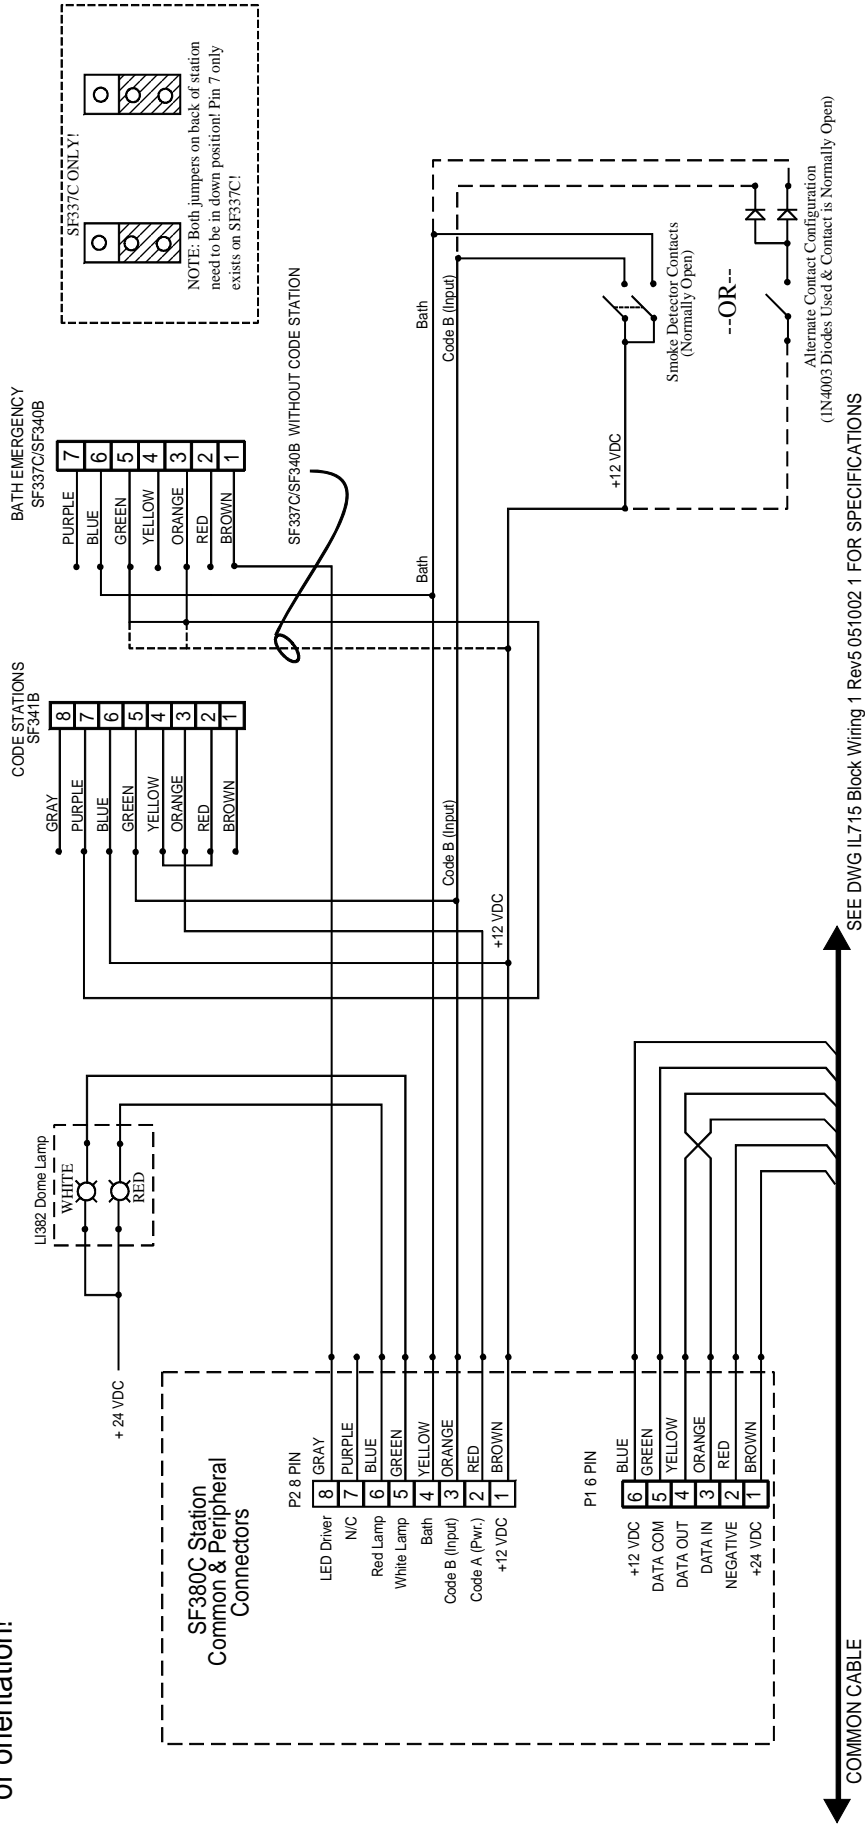 or orientation!
SF380C Station
Common & Peripheral
Connectors
P2 8 PIN
LED Driver 8 GRAY
N/C 7 PURPLE
Red Lamp 6 BLUE
White Lamp 5 GREEN
Bath 4 YELLOW
Code B (Input) 3 ORANGE
Code A (Pwr.) 2 RED
+12 VDC 1 BROWN
P1 6 PIN
+12 VDC 6 BLUE
DATA COM 5 GREEN
DATA OUT 4 YELLOW
DATA IN 3 ORANGE
NEGATIVE 2 RED
+24 VDC 1 BROWN
COMMON CABLE
+ 24 VDC
LI382 Dome Lamp
WHITE
RED
CODE STATIONS
SF341B
GRAY 8
PURPLE 7
BLUE 6
GREEN 5
YELLOW 4
ORANGE 3
RED 2
BROWN 1
Code B (Input)
+12 VDC
BATH EMERGENCY
SF337C/SF340B
PURPLE 7
BLUE 6
GREEN 5
YELLOW 4
ORANGE 3
RED 2
BROWN 1
SF337C/SF340B WITHOUT CODE STATION
Bath
SF337C ONLY!
NOTE: Both jumpers on back of station
need to be in down position! Pin 7 only
exists on SF337C!
Bath
Code B (Input)
+12 VDC
Smoke Detector Contacts
(Normally Open)
--OR--
Alternate Contact Configuration
(1N4003 Diodes Used & Contact is Normally Open)
SEE DWG IL715 Block Wiring 1 Rev5 051002 1 FOR SPECIFICATIONS